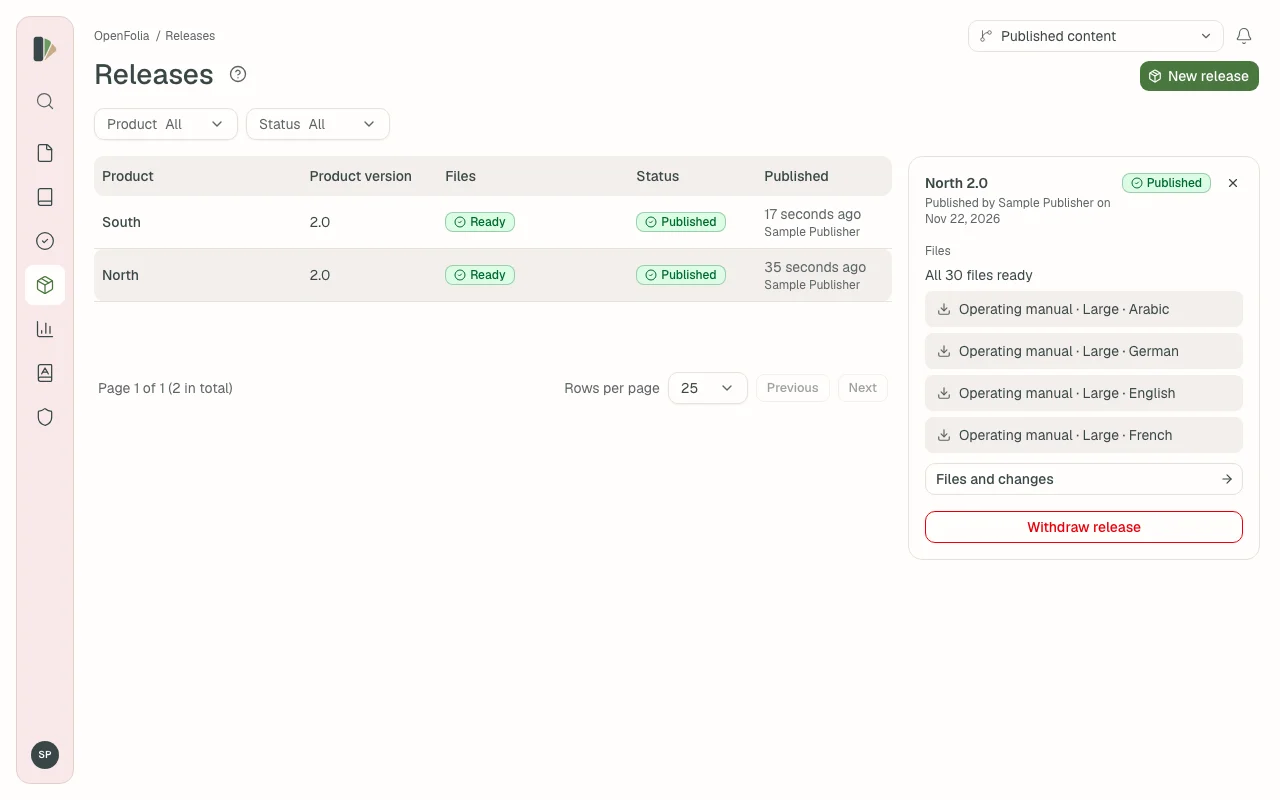 OpenFolia / Releases
Published content
Releases
New release
Product All
Status All
Product Product version Files Status Published
South 2.0 Ready Published 17 seconds ago
Sample Publisher
North 2.0 Ready Published 35 seconds ago
Sample Publisher
Page 1 of 1 (2 in total)
Rows per page 25 Previous Next
North 2.0 Published
Published by Sample Publisher on
Nov 22, 2026
Files
All 30 files ready
Operating manual · Large · Arabic
Operating manual · Large · German
Operating manual · Large · English
Operating manual · Large · French
Files and changes
Withdraw release
SP